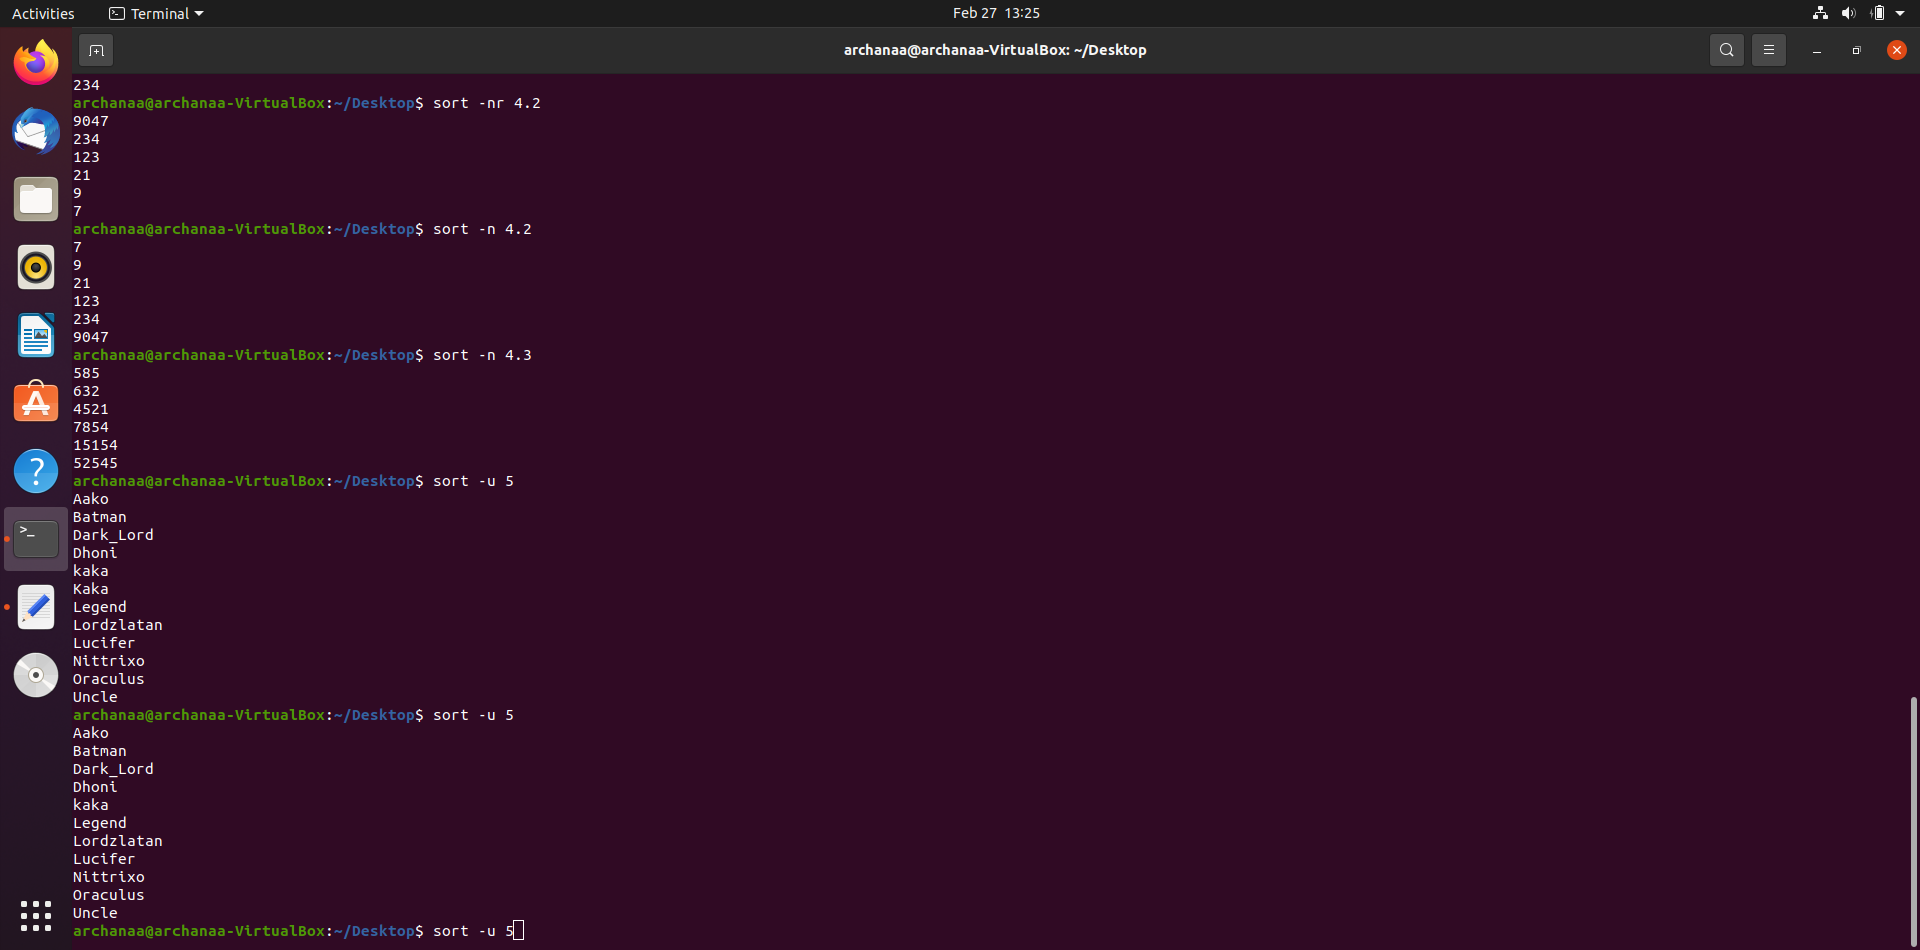 Activities Terminal Feb 27 13:25
archanaa@archanaa-VirtualBox: ~/Desktop
234
archanaa@archanaa-VirtualBox:~/Desktop$ sort -nr 4.2
9047
234
123
21
9
7
archanaa@archanaa-VirtualBox:~/Desktop$ sort -n 4.2
7
9
21
123
234
9047
archanaa@archanaa-VirtualBox:~/Desktop$ sort -n 4.3
585
632
4521
7854
15154
52545
archanaa@archanaa-VirtualBox:~/Desktop$ sort -u 5
Aako
Batman
Dark_Lord
Dhoni
kaka
Kaka
Legend
Lordzlatan
Lucifer
Nittrixo
Oraculus
Uncle
archanaa@archanaa-VirtualBox:~/Desktop$ sort -u 5
Aako
Batman
Dark_Lord
Dhoni
kaka
Legend
Lordzlatan
Lucifer
Nittrixo
Oraculus
Uncle
archanaa@archanaa-VirtualBox:~/Desktop$ sort -u 5